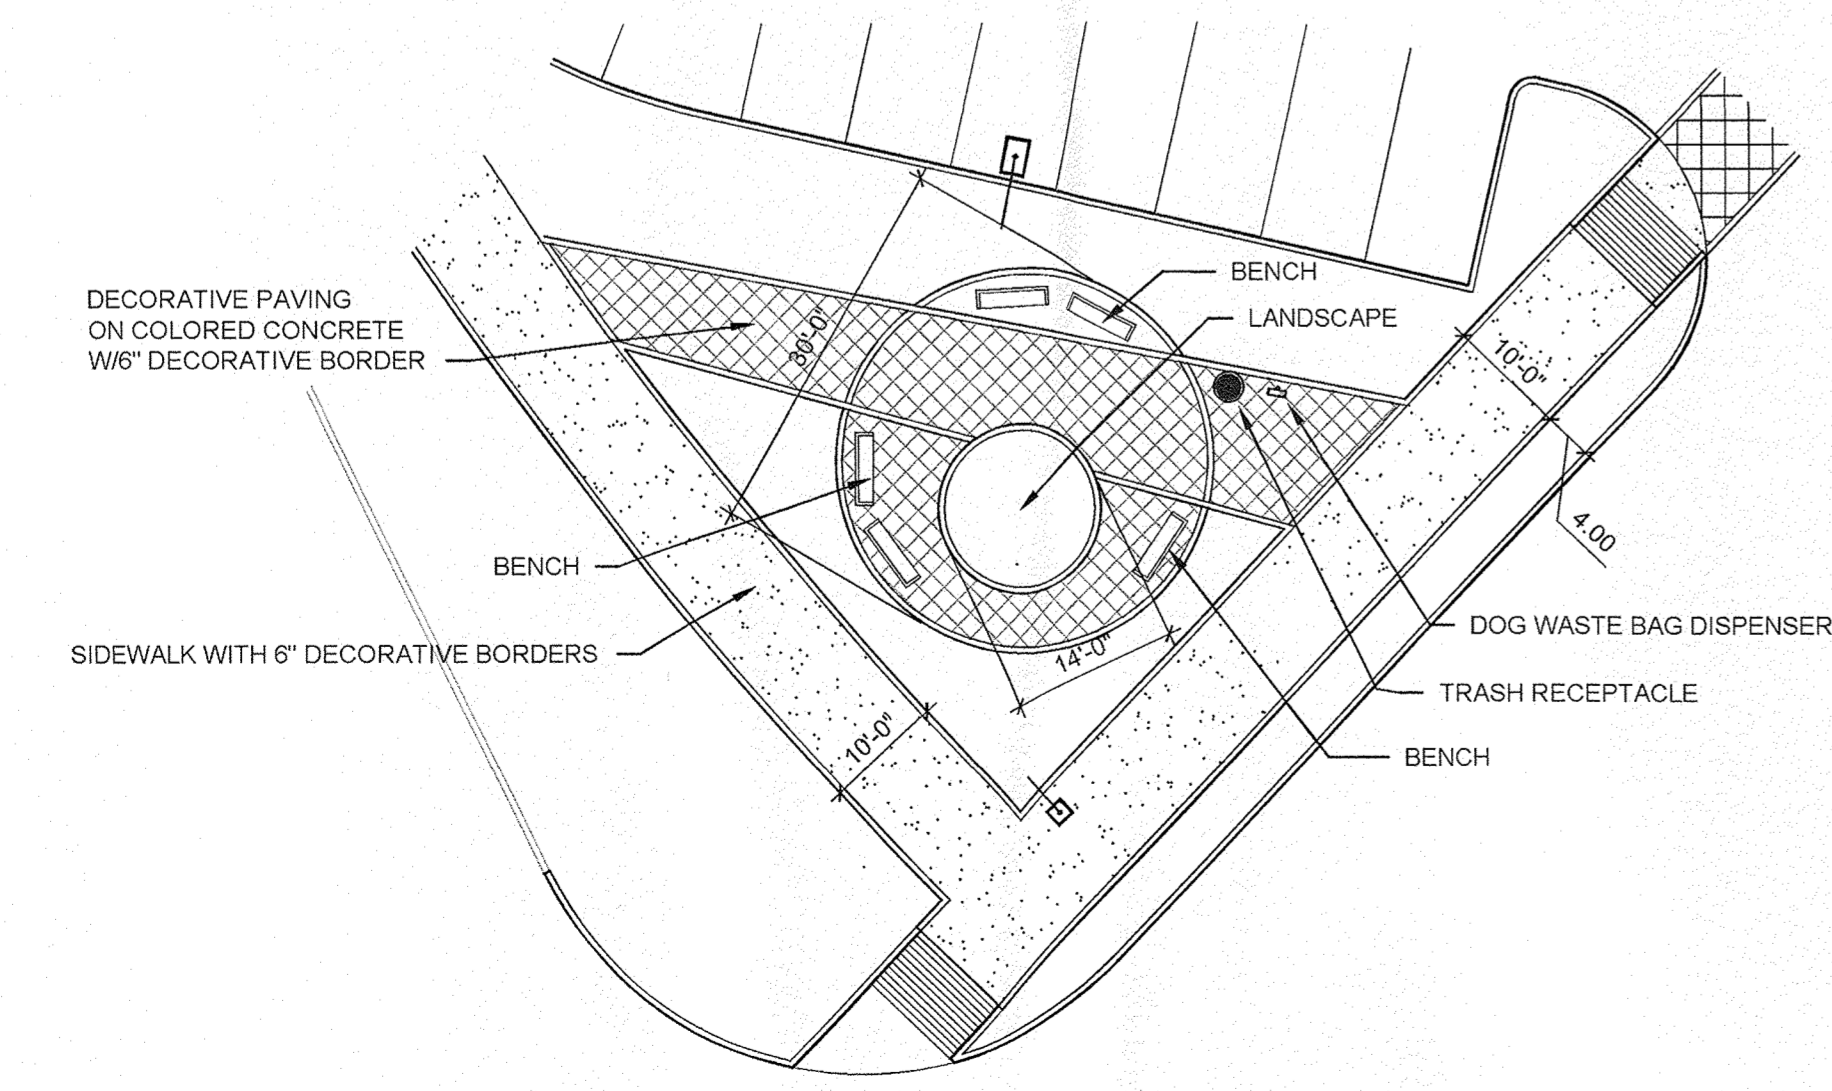 BENCH
LANDSCAPE
DECORATIVE PAVING
ON COLORED CONCRETE
W/6" DECORATIVE BORDER
30'-0"
10'-0"
4.00
BENCH
SIDEWALK WITH 6" DECORATIVE BORDERS
14'-0"
DOG WASTE BAG DISPENSER
TRASH RECEPTACLE
10'-0"
BENCH